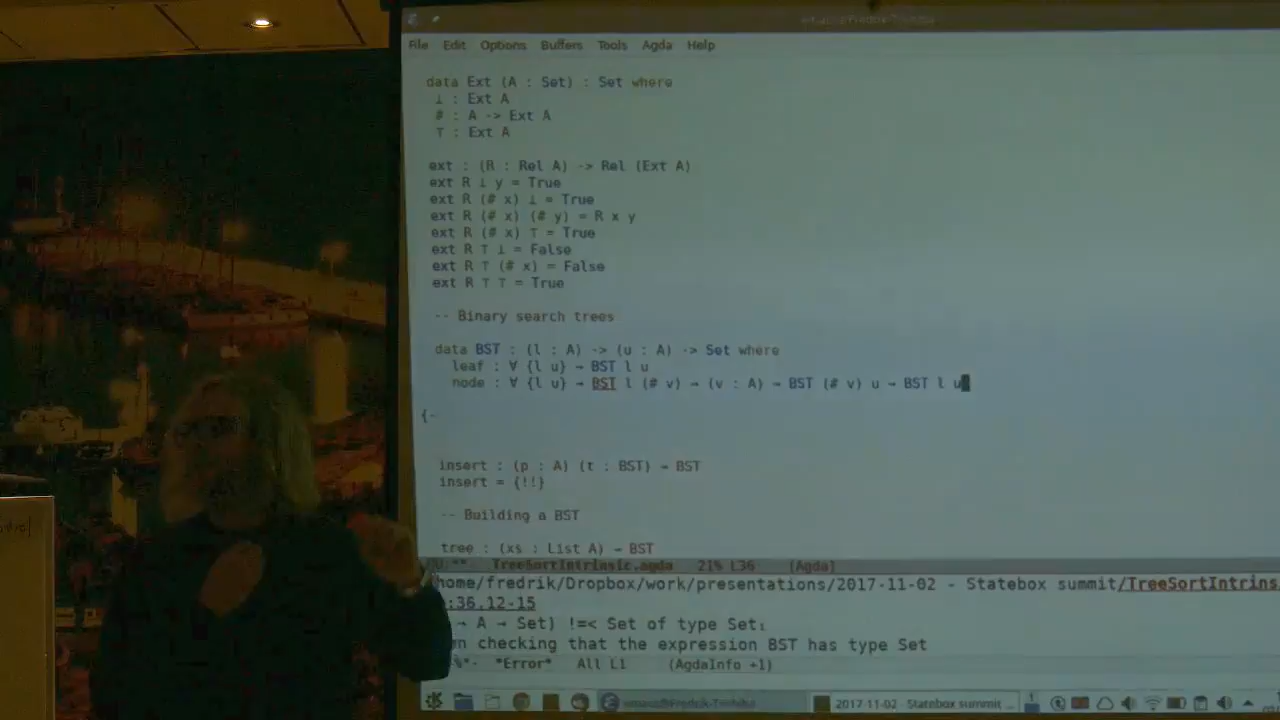 File Edit Options Buffers Tools Agda Help
data Ext (A : Set) : Set where
⊥ : Ext A
# : A -> Ext A
⊤ : Ext A
ext : (R : Rel A) -> Rel (Ext A)
ext R ⊥ y = True
ext R (# x) ⊥ = True
ext R (# x) (# y) = R x y
ext R (# x) ⊤ = True
ext R ⊤ ⊥ = False
ext R ⊤ (# x) = False
ext R ⊤ ⊤ = True
-- Binary search trees
data BST : (l : A) -> (u : A) -> Set where
leaf : ∀ {l u} → BST l u
node : ∀ {l u} → BST l (# v) → (v : A) → BST (# v) u → BST l u
{-
insert : (p : A) (t : BST) → BST
insert = {!!}
-- Building a BST
tree : (xs : List A) → BST
TreeSortIntrinsic.agda 21% L36 (Agda)
home/fredrik/Dropbox/work/presentations/2017-11-02 - Statebox summit/TreeSortIntrins
:36,12-15
→ A → Set) !=< Set of type Set₁
n checking that the expression BST has type Set
%*- *Error* All L1 (AgdaInfo +1)
2017-11-02 Statebox summit...